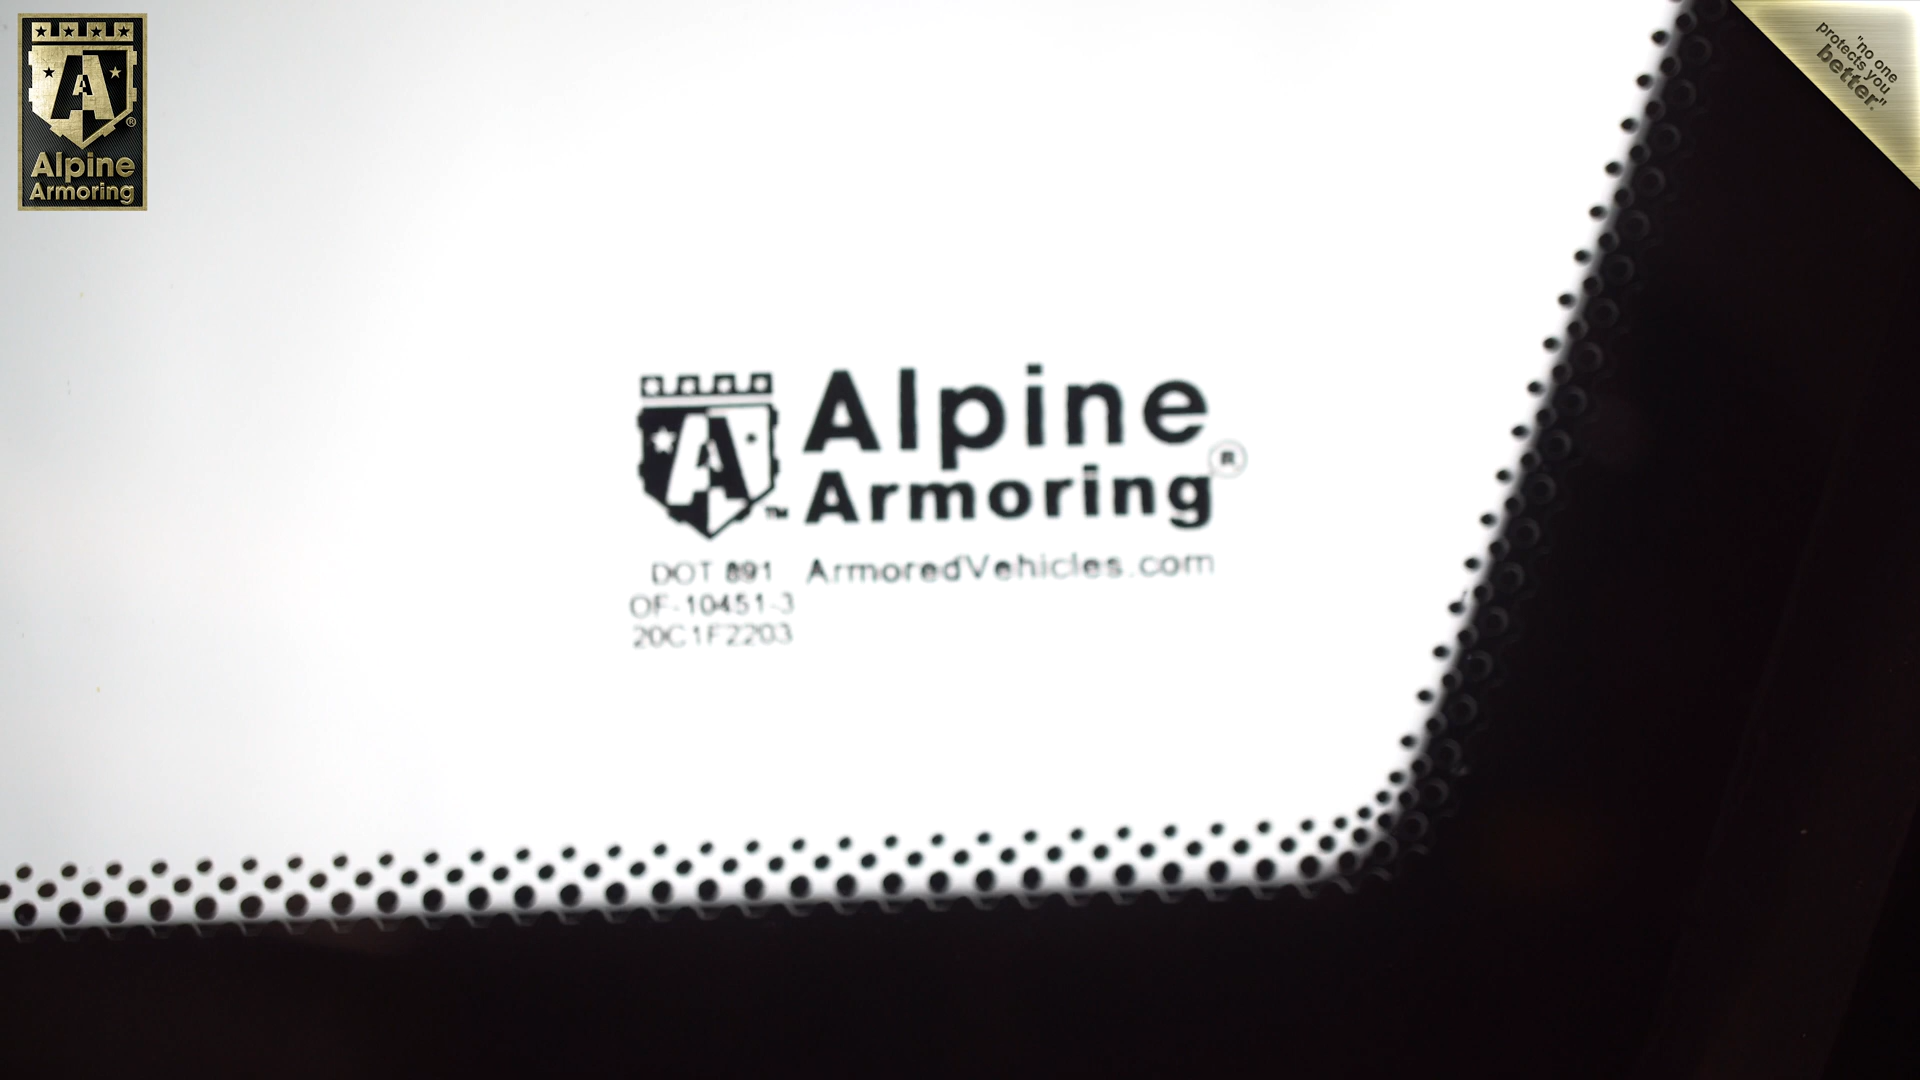 Alpine
Armoring
"no one
protects you
better."
Alpine
Armoring®
DOT 891 ArmoredVehicles.com
OF-10451-3
20C1F2203